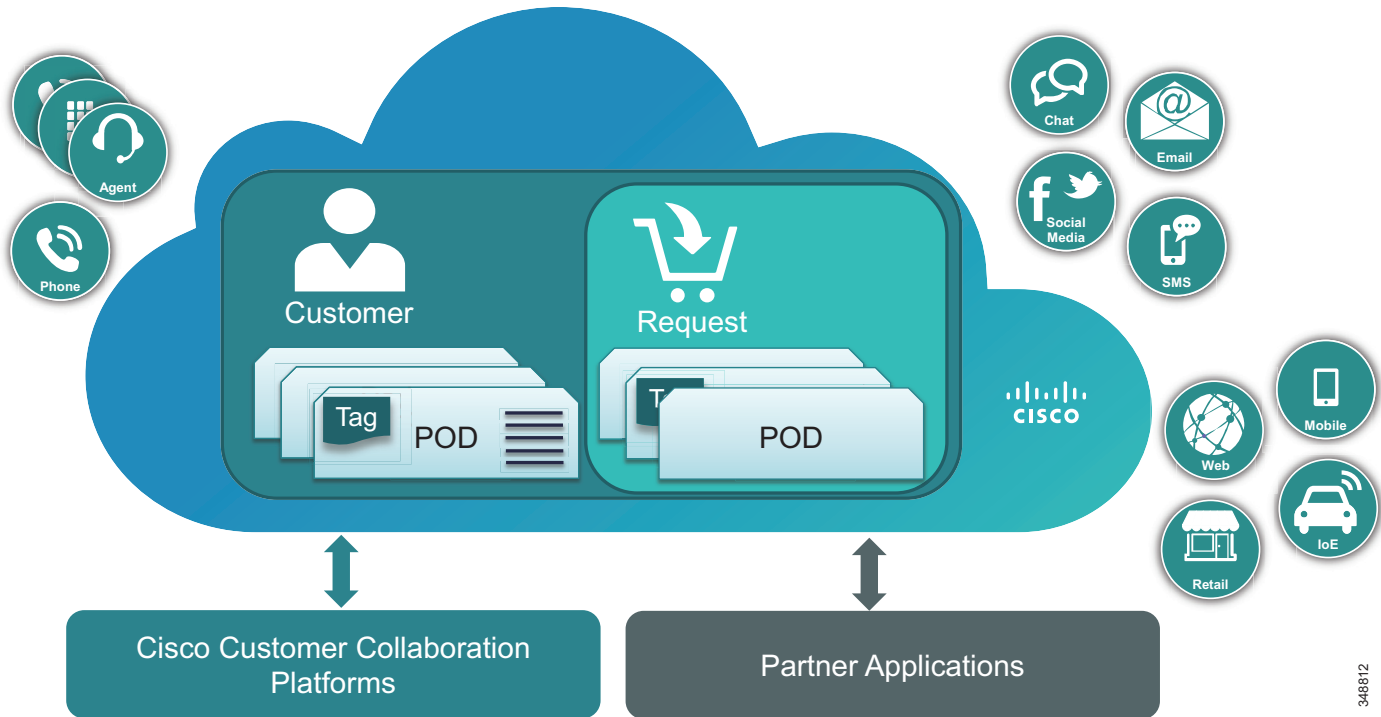 Agent
Phone
Chat
@
Email
f
Social
Media
SMS
Customer
Request
Tag
POD
POD
CISCO
Mobile
Web
IoE
Retail
Cisco Customer Collaboration
Platforms
Partner Applications
348812